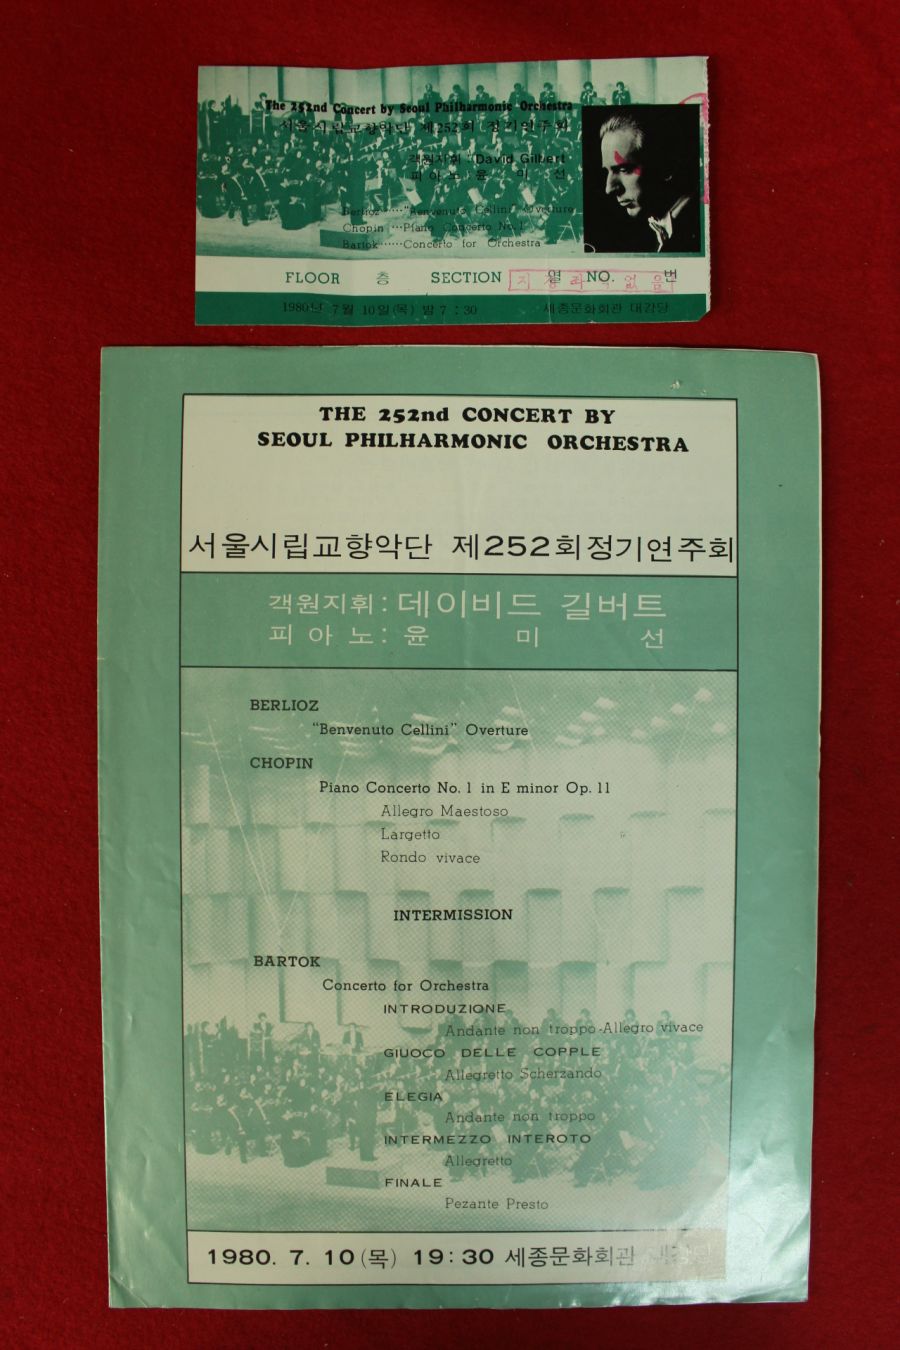 The 252nd Concert by Seoul Philharmonic Orchestra
서울시립교향악단 제252회 정기연주회
객원지휘 "David Gilbert
피 아 노 : 윤 미 선
Berlioz ······ "Benvenuto Cellini" Overture
Chopin ··· Piano Concerto No. 1
Bartok ······ Concerto for Orchestra
FLOOR 층 SECTION 열 NO. 번
지 정 좌 석 없 음
1980년 7월 10일(목) 밤 7 : 30 세종문화회관 대강당
THE 252nd CONCERT BY
SEOUL PHILHARMONIC ORCHESTRA
서울시립교향악단 제252회정기연주회
객원지휘: 데이비드 길버트
피 아 노 : 윤 미 선
BERLIOZ
"Benvenuto Cellini" Overture
CHOPIN
Piano Concerto No. 1 in E minor Op. 11
Allegro Maestoso
Largetto
Rondo vivace
INTERMISSION
BARTOK
Concerto for Orchestra
INTRODUZIONE
Andante non troppo-Allegro vivace
GIUOCO DELLE COPPLE
Allegretto Scherzando
ELEGIA
Andante non troppo
INTERMEZZO INTEROTO
Allegretto
FINALE
Pezante Presto
1980. 7. 10 (목) 19 : 30 세종문화회관 대강당